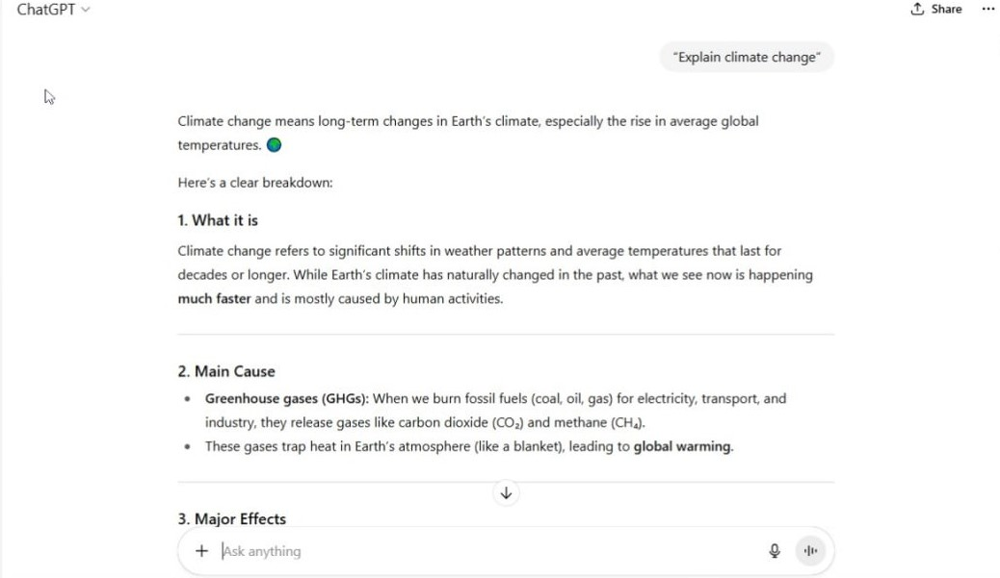 ChatGPT
Share
"Explain climate change"
Climate change means long-term changes in Earth's climate, especially the rise in average global
temperatures. 🌍
Here's a clear breakdown:
1. What it is
Climate change refers to significant shifts in weather patterns and average temperatures that last for
decades or longer. While Earth's climate has naturally changed in the past, what we see now is happening
much faster and is mostly caused by human activities.
2. Main Cause
• Greenhouse gases (GHGs): When we burn fossil fuels (coal, oil, gas) for electricity, transport, and
industry, they release gases like carbon dioxide (CO₂) and methane (CH₄).
• These gases trap heat in Earth's atmosphere (like a blanket), leading to global warming.
3. Major Effects
Ask anything